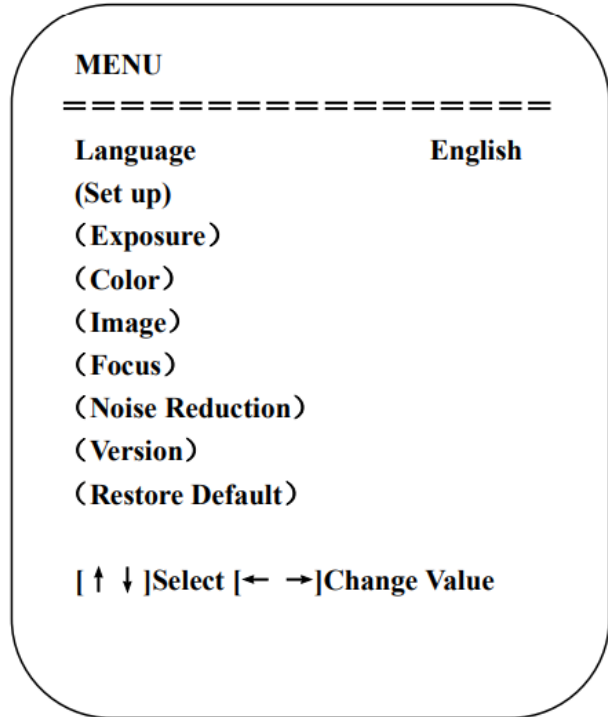 MENU
=================
Language English
(Set up)
（Exposure）
（Color）
（Image）
（Focus）
（Noise Reduction）
（Version）
（Restore Default）
[↑ ↓]Select [← →]Change Value